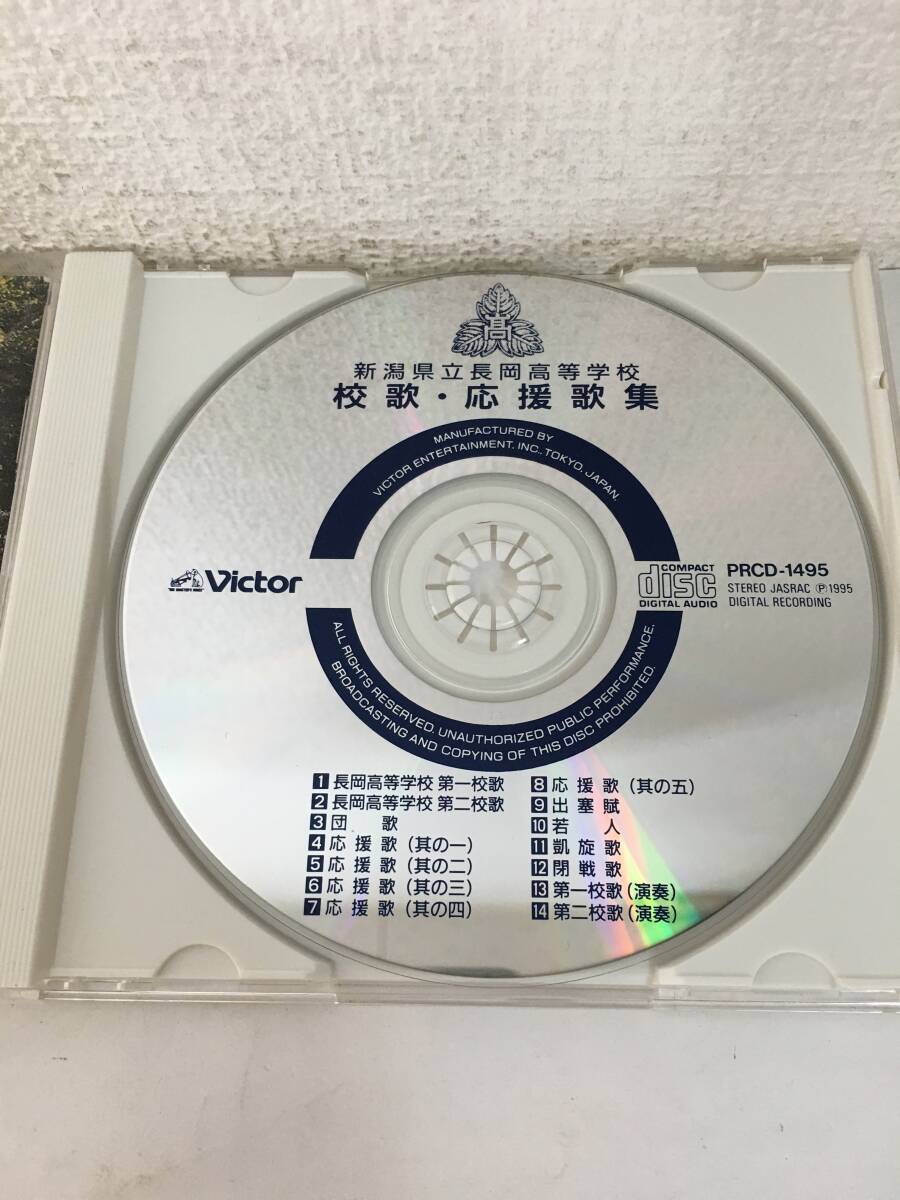 髙
新潟県立長岡高等学校
校歌・応援歌集
MANUFACTURED BY
VICTOR ENTERTAINMENT, INC., TOKYO, JAPAN.
"HIS MASTER'S VOICE"
Victor
COMPACT
disc
DIGITAL AUDIO
PRCD-1495
STEREO JASRAC Ⓟ1995
DIGITAL RECORDING
ALL RIGHTS RESERVED. UNAUTHORIZED PUBLIC PERFORMANCE.
BROADCASTING AND COPYING OF THIS DISC PROHIBITED.
1 長岡高等学校 第一校歌
2 長岡高等学校 第二校歌
3 団 歌
4 応援歌(其の一)
5 応援歌(其の二)
6 応援歌(其の三)
7 応援歌(其の四)
8 応援歌(其の五)
9 出塞賦
10 若 人
11 凱旋歌
12 閉戦歌
13 第一校歌(演奏)
14 第二校歌(演奏)